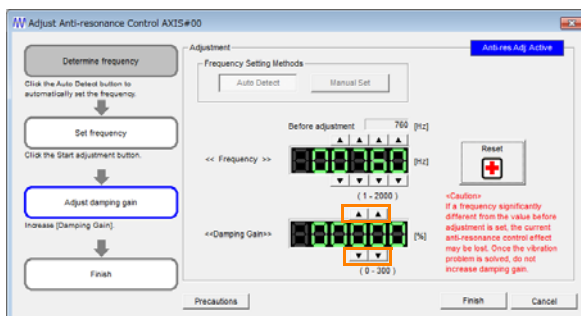 Adjust Anti-resonance Control AXIS#00
Determine frequency
Click the Auto Detect button to
automatically set the frequency.
Set frequency
Click the Start adjustment button.
Adjust damping gain
Increase [Damping Gain].
Finish
Adjustment
Anti-res Adj Active
Frequency Setting Methods
Auto Detect
Manual Set
Before adjustment 760 [Hz]
<< Frequency >> 00760 [Hz]
( 1 - 2000 )
<<Damping Gain>> 000000 [%]
( 0 - 300 )
Reset
<Caution>
If a frequency significantly
different from the value before
adjustment is set, the current
anti-resonance control effect
may be lost. Once the vibration
problem is solved, do not
increase damping gain.
Precautions
Finish
Cancel